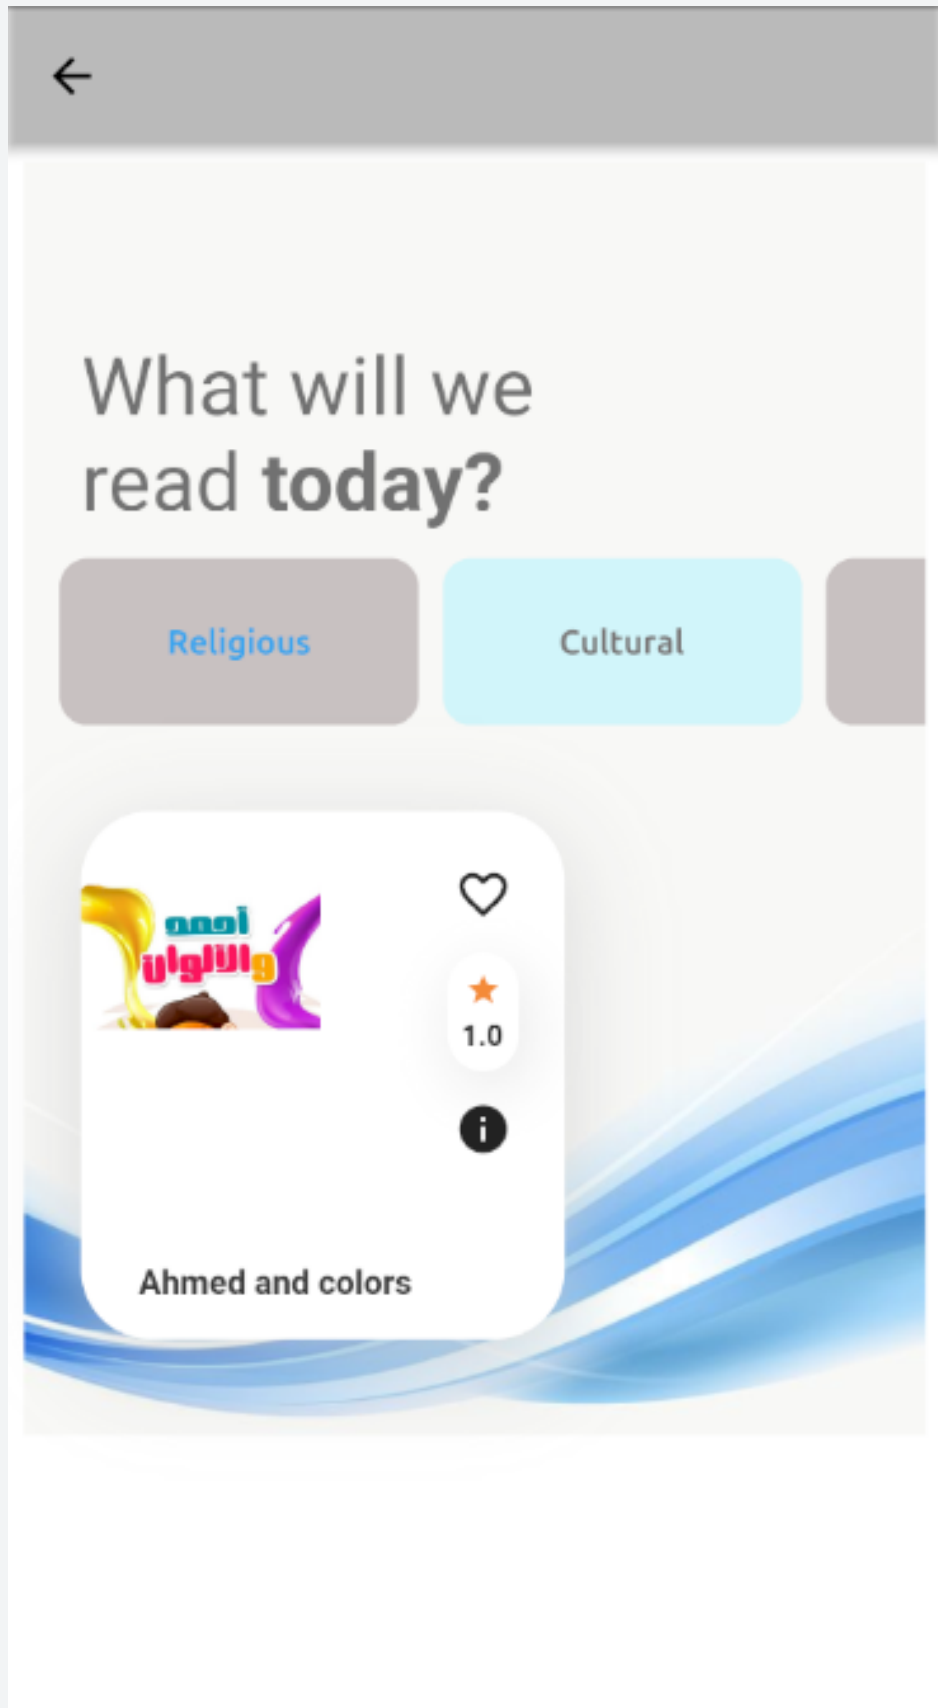 What will we
read today?
Religious
Cultural
أحمد
والألوان
1.0
Ahmed and colors